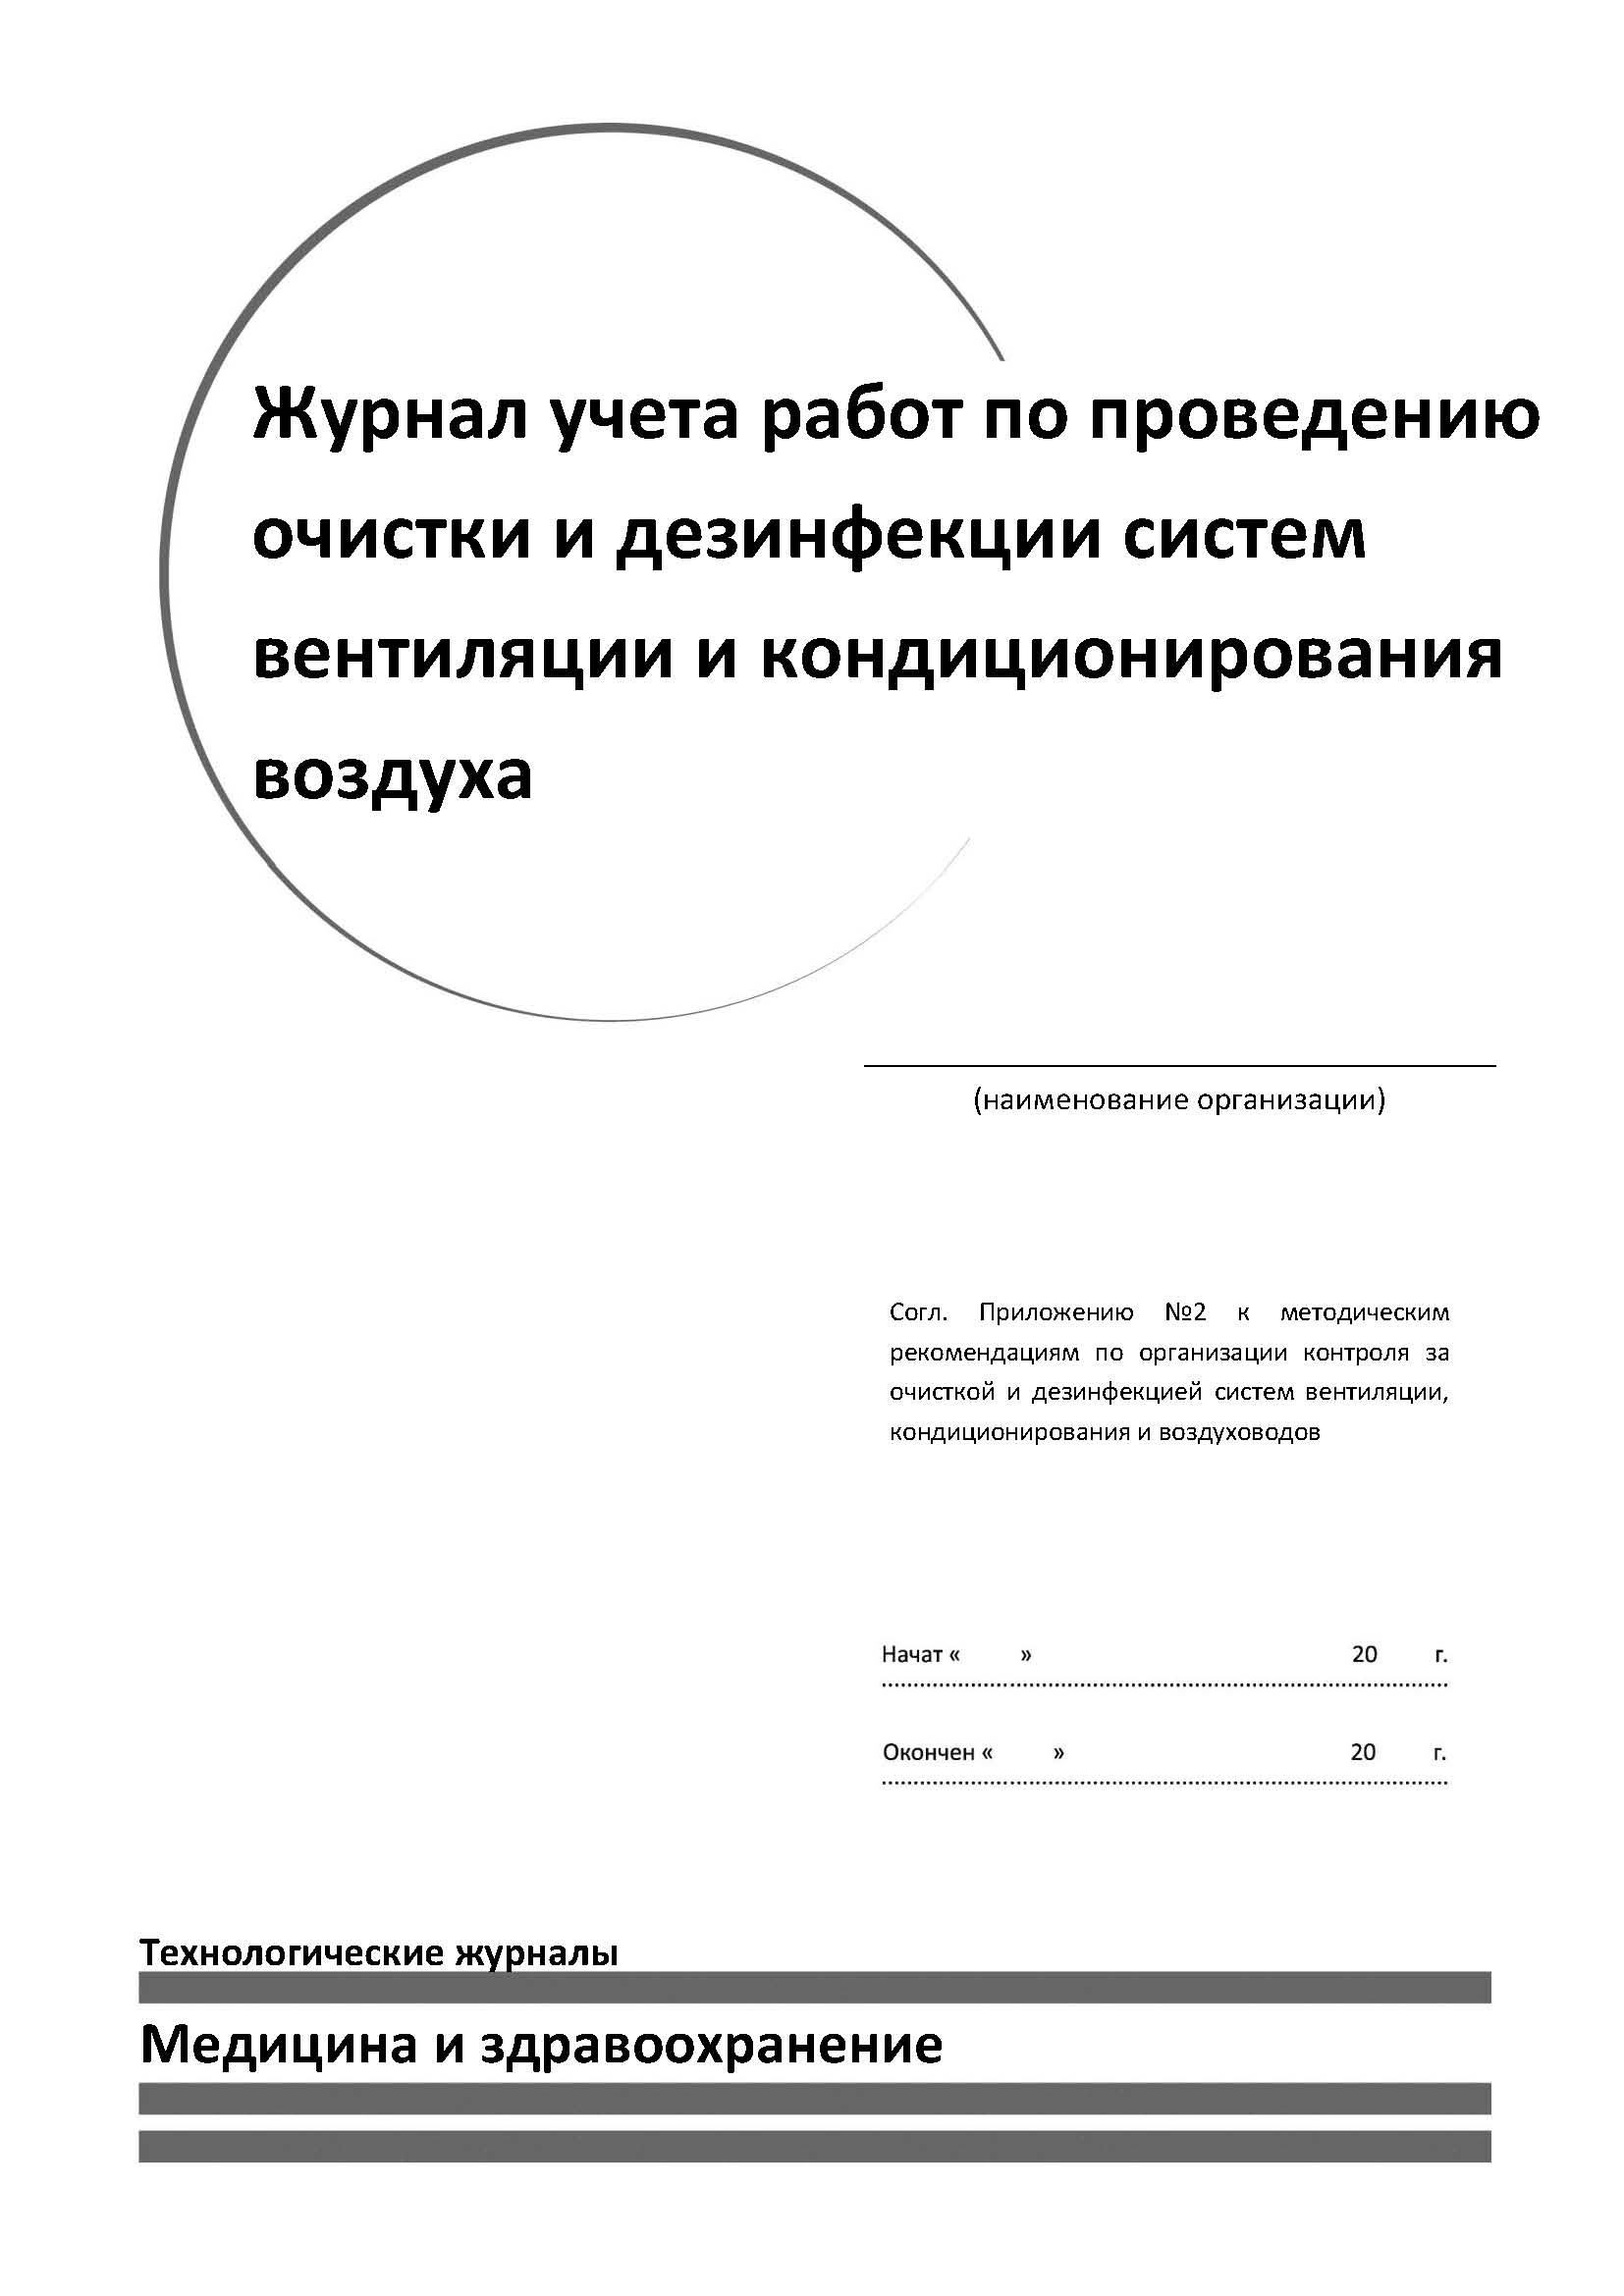 Журнал учета работ по проведению
очистки и дезинфекции систем
вентиляции и кондиционирования
воздуха
(наименование организации)
Согл. Приложению №2 к методическим
рекомендациям по организации контроля за
очисткой и дезинфекцией систем вентиляции,
кондиционирования и воздуховодов
Начат « » 20 г.
Окончен « » 20 г.
Технологические журналы
Медицина и здравоохранение